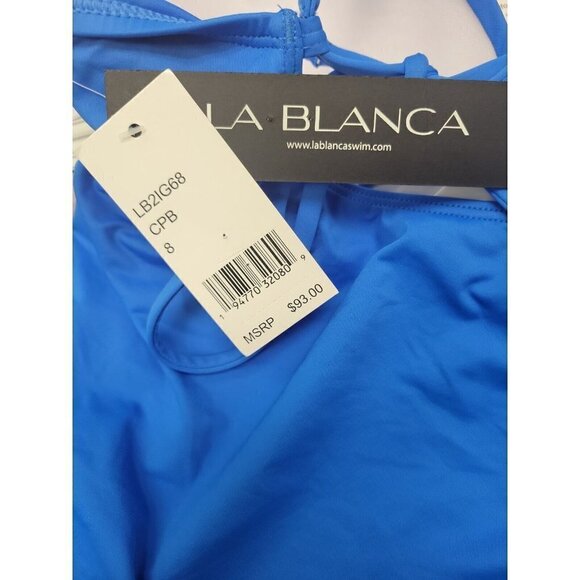 LA BLANCA
www.lablancaswim.com
LB2IG68
CPB
8
1 94770 32080 9
MSRP $93.00